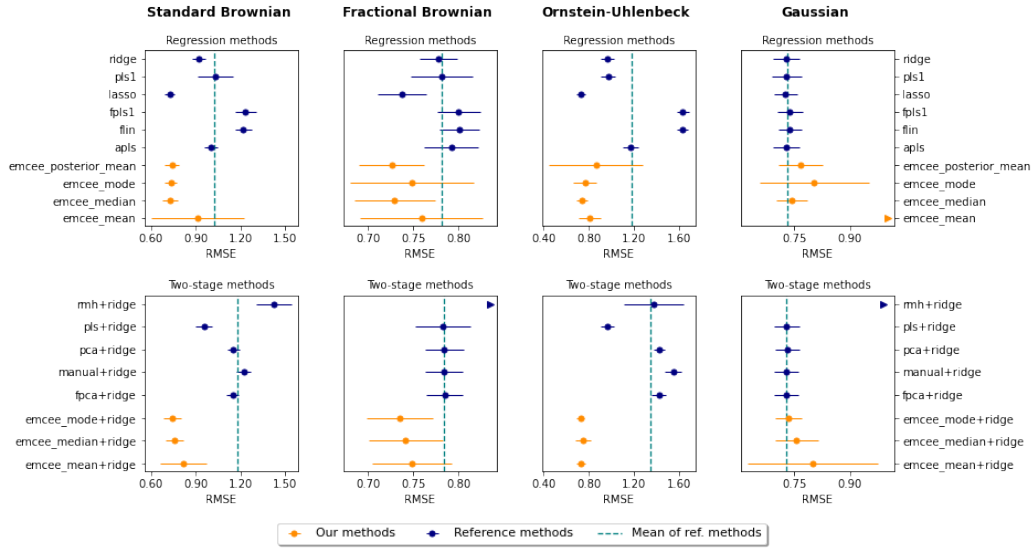 Standard Brownian
Fractional Brownian
Ornstein-Uhlenbeck
Gaussian
Regression methods
Regression methods
Regression methods
Regression methods
ridge
pls1
lasso
fpls1
flin
apls
emcee_posterior_mean
emcee_mode
emcee_median
emcee_mean
ridge
pls1
lasso
fpls1
flin
apls
emcee_posterior_mean
emcee_mode
emcee_median
emcee_mean
0.60 0.90 1.20 1.50
0.70 0.80
0.40 0.80 1.20 1.60
0.75 0.90
RMSE
RMSE
RMSE
RMSE
Two-stage methods
Two-stage methods
Two-stage methods
Two-stage methods
rmh+ridge
pls+ridge
pca+ridge
manual+ridge
fpca+ridge
emcee_mode+ridge
emcee_median+ridge
emcee_mean+ridge
rmh+ridge
pls+ridge
pca+ridge
manual+ridge
fpca+ridge
emcee_mode+ridge
emcee_median+ridge
emcee_mean+ridge
0.60 0.90 1.20 1.50
0.70 0.80
0.40 0.80 1.20 1.60
0.75 0.90
RMSE
RMSE
RMSE
RMSE
Our methods
Reference methods
Mean of ref. methods